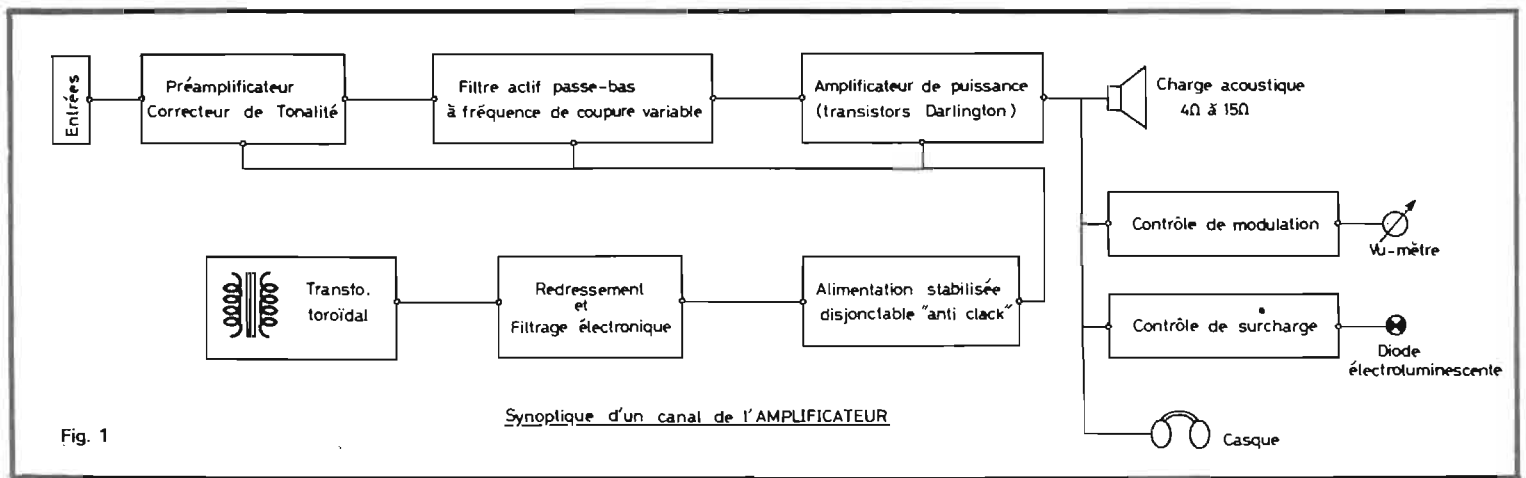 Entrées
Préamplificateur
Correcteur de Tonalité
Filtre actif passe-bas
à fréquence de coupure variable
Amplificateur de puissance
(transistors Darlington)
Charge acoustique
4Ω à 15Ω
Contrôle de modulation
Vu-mètre
Transfo.
toroïdal
Redressement
et
Filtrage électronique
Alimentation stabilisée
disjonctable "anti clack"
Contrôle de surcharge
Diode
électroluminescente
Synoptique d'un canal de l'AMPLIFICATEUR
Fig. 1
Casque